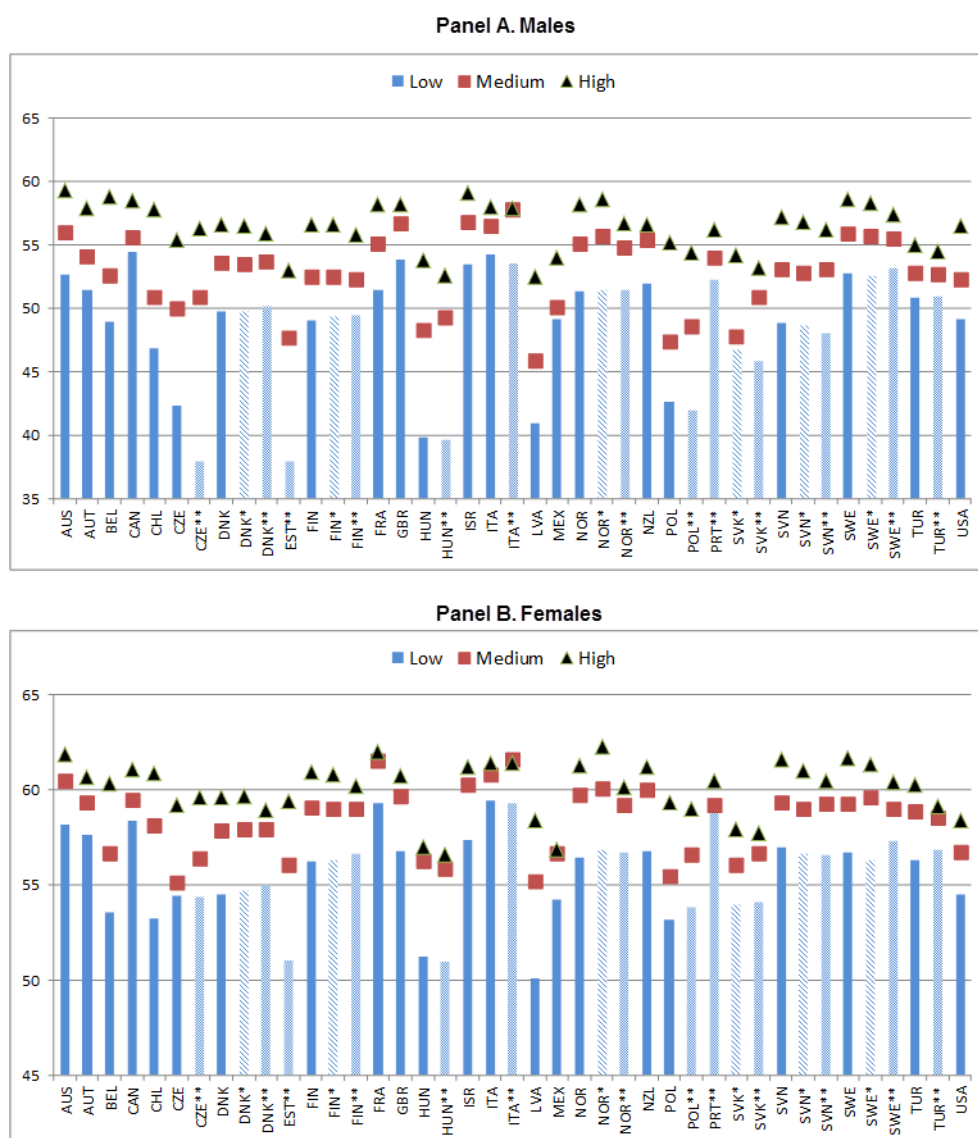 Panel A. Males
Low Medium High
65
60
55
50
45
40
35
AUS AUT BEL CAN CHL CZE CZE** DNK DNK* DNK** EST** FIN FIN* FIN** FRA GBR HUN HUN** ISR ITA ITA** LVA MEX NOR NOR* NOR** NZL POL POL** PRT** SVK* SVK** SVN SVN* SVN** SWE SWE* SWE** TUR TUR** USA
Panel B. Females
Low Medium High
65
60
55
50
45
AUS AUT BEL CAN CHL CZE CZE** DNK DNK* DNK** EST** FIN FIN* FIN** FRA GBR HUN HUN** ISR ITA ITA** LVA MEX NOR NOR* NOR** NZL POL POL** PRT** SVK* SVK** SVN SVN* SVN** SWE SWE* SWE** TUR TUR** USA